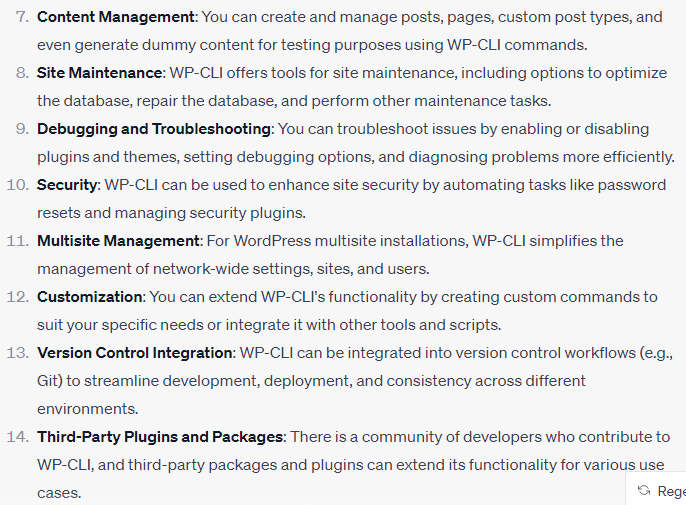 7. Content Management: You can create and manage posts, pages, custom post types, and
even generate dummy content for testing purposes using WP-CLI commands.
8. Site Maintenance: WP-CLI offers tools for site maintenance, including options to optimize
the database, repair the database, and perform other maintenance tasks.
9. Debugging and Troubleshooting: You can troubleshoot issues by enabling or disabling
plugins and themes, setting debugging options, and diagnosing problems more efficiently.
10. Security: WP-CLI can be used to enhance site security by automating tasks like password
resets and managing security plugins.
11. Multisite Management: For WordPress multisite installations, WP-CLI simplifies the
management of network-wide settings, sites, and users.
12. Customization: You can extend WP-CLI's functionality by creating custom commands to
suit your specific needs or integrate it with other tools and scripts.
13. Version Control Integration: WP-CLI can be integrated into version control workflows (e.g.,
Git) to streamline development, deployment, and consistency across different
environments.
14. Third-Party Plugins and Packages: There is a community of developers who contribute to
WP-CLI, and third-party packages and plugins can extend its functionality for various use
cases.
Rege